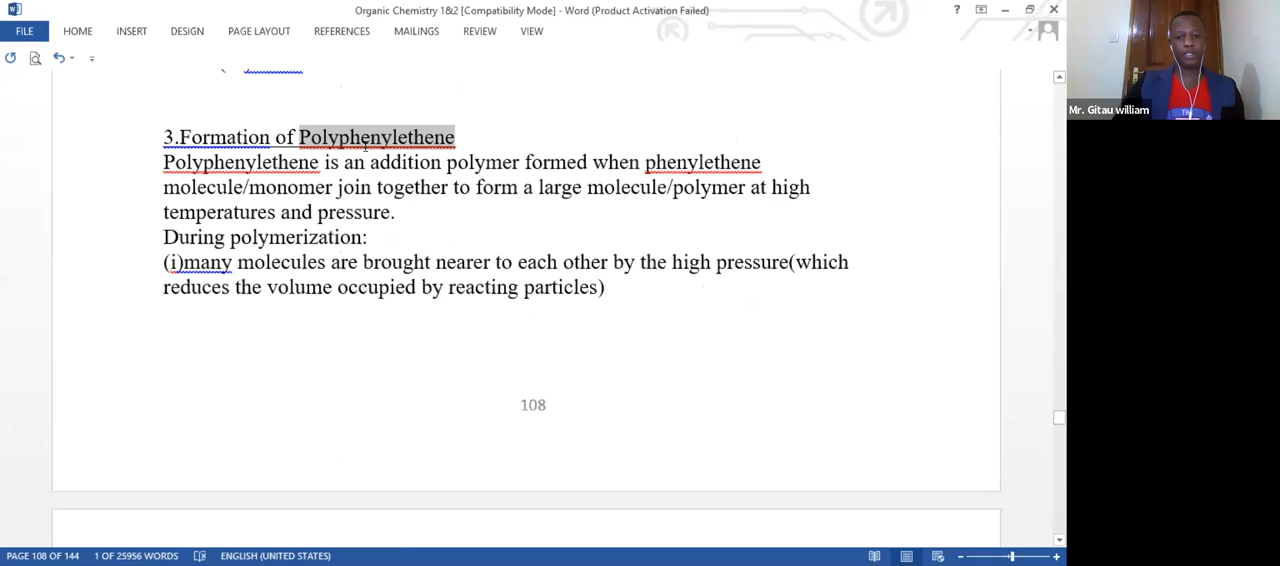 Organic Chemistry 1&2 [Compatibility Mode] - Word (Product Activation Failed)
FILE HOME INSERT DESIGN PAGE LAYOUT REFERENCES MAILINGS REVIEW VIEW
Mr. Gitau william
3.Formation of Polyphenylethene
Polyphenylethene is an addition polymer formed when phenylethene
molecule/monomer join together to form a large molecule/polymer at high
temperatures and pressure.
During polymerization:
(i)many molecules are brought nearer to each other by the high pressure(which
reduces the volume occupied by reacting particles)
108
PAGE 108 OF 144 1 OF 25956 WORDS ENGLISH (UNITED STATES)